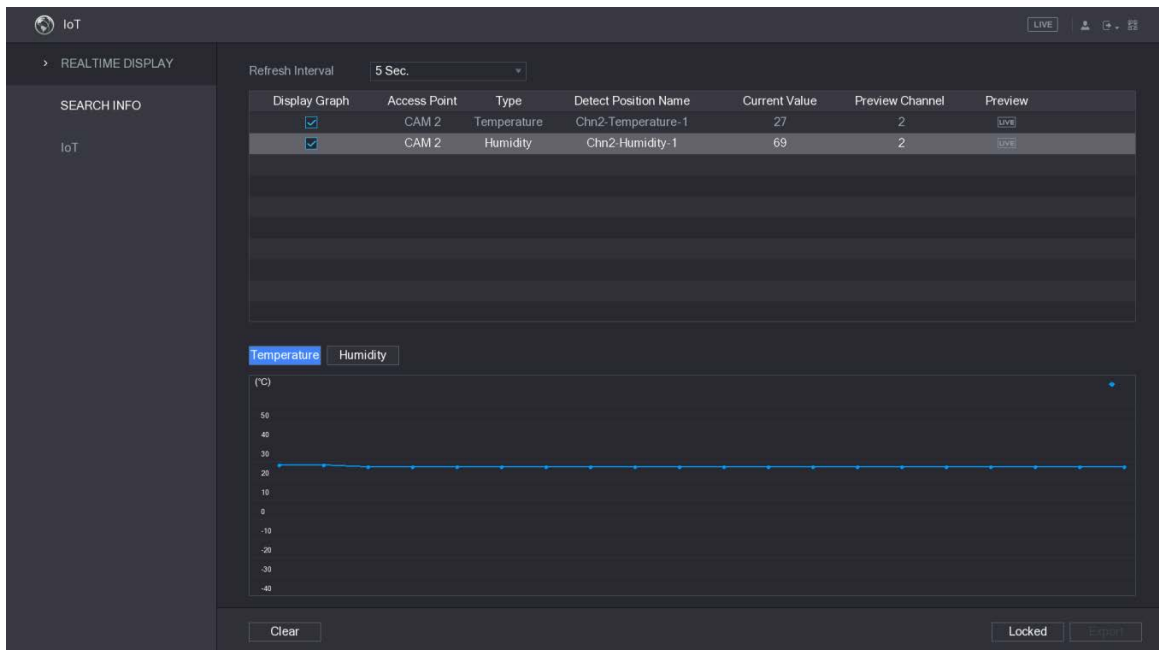 IoT LIVE
REALTIME DISPLAY
SEARCH INFO
IoT
Refresh Interval 5 Sec.
Display Graph Access Point Type Detect Position Name Current Value Preview Channel Preview
CAM 2 Temperature Chn2-Temperature-1 27 2 LIVE
CAM 2 Humidity Chn2-Humidity-1 69 2 LIVE
Temperature Humidity
(℃)
50
40
30
20
10
0
-10
-20
-30
-40
Clear Locked Export